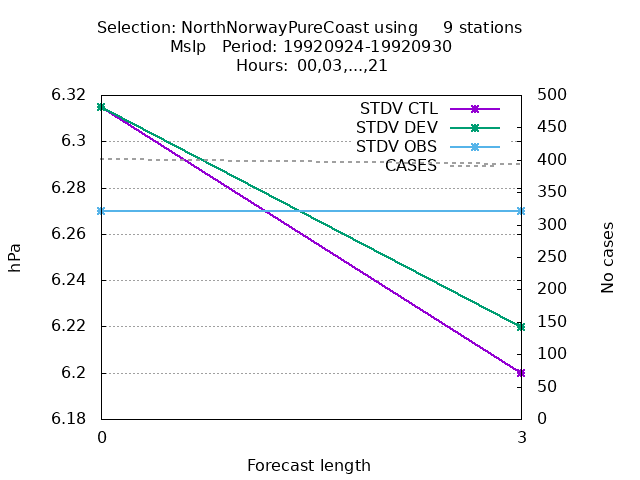 Selection: NorthNorwayPureCoast using     9 stations
Mslp   Period: 19920924-19920930
Hours:  00,03,...,21
6.32
6.3
6.28
6.26
6.24
6.22
6.2
6.18
hPa
STDV CTL
STDV DEV
STDV OBS
CASES
500
450
400
350
300
250
200
150
100
50
0
No cases
0
3
Forecast length